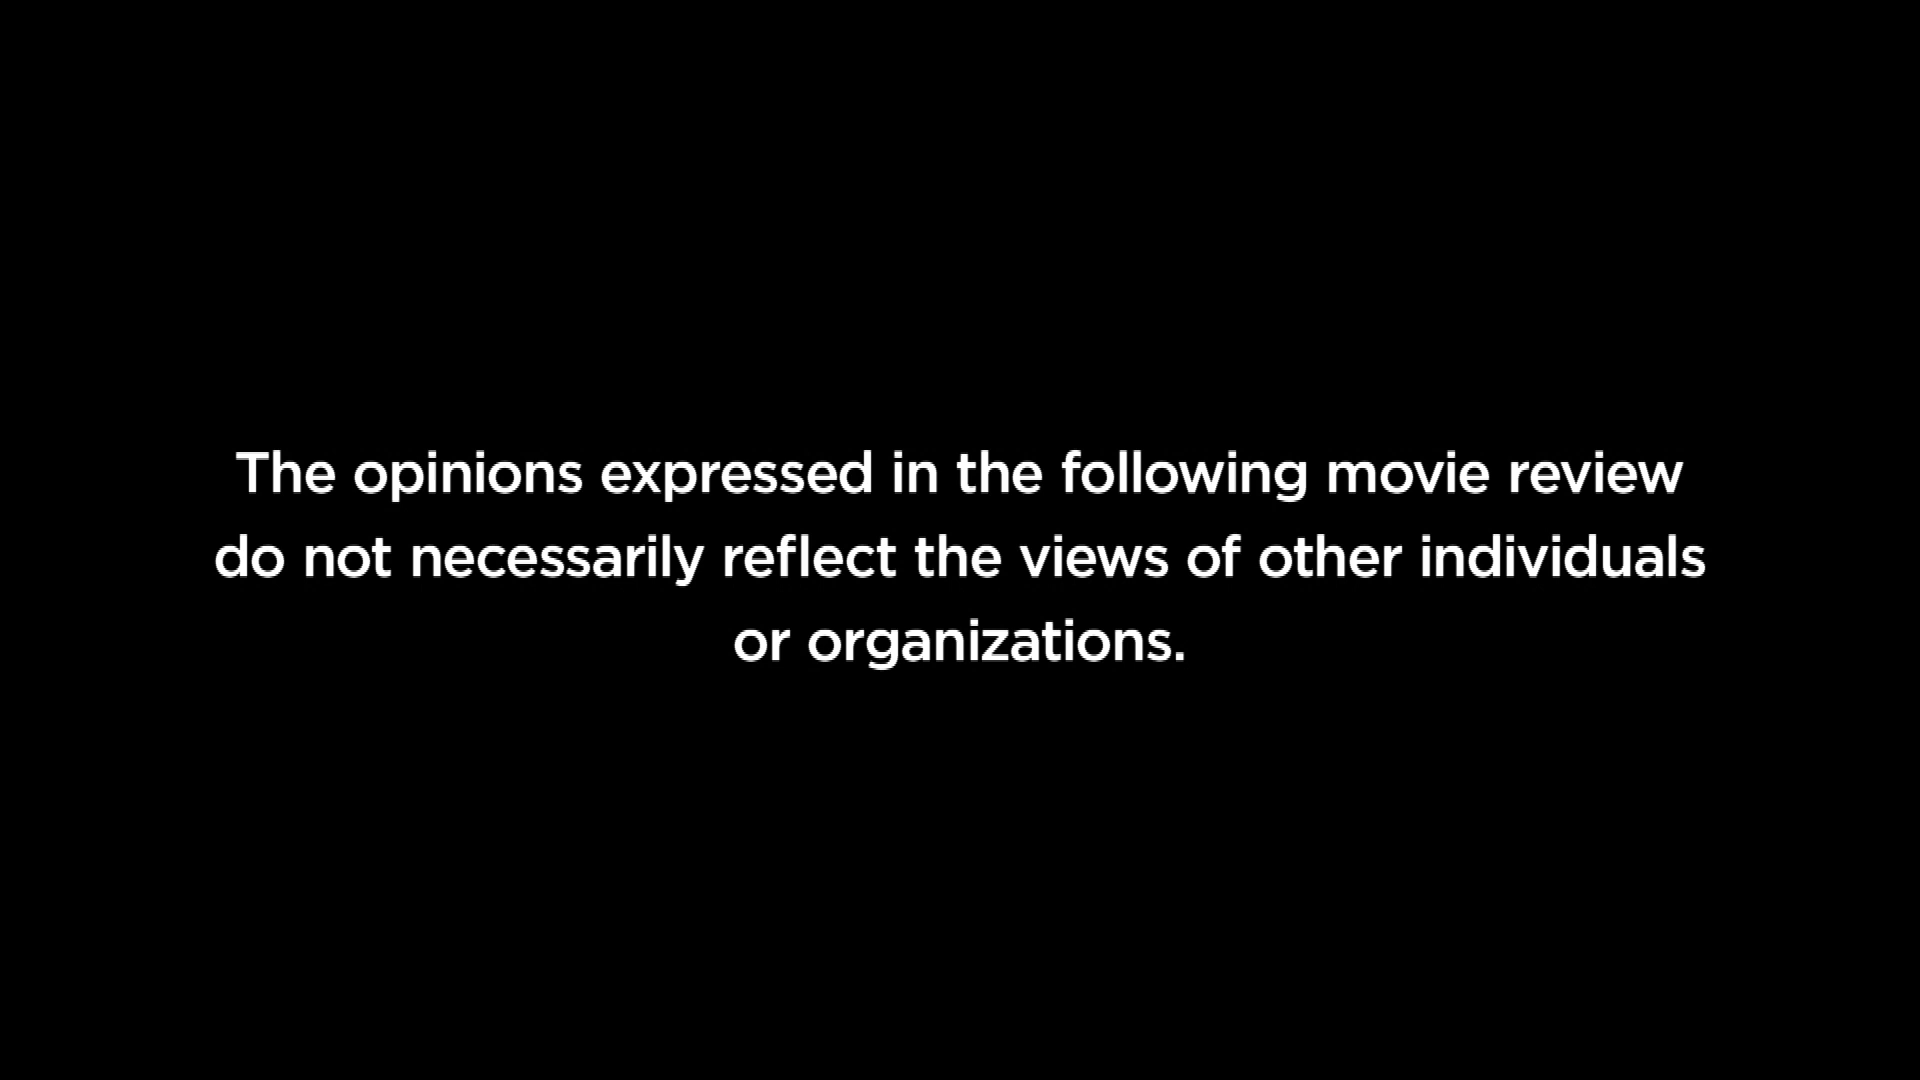 The opinions expressed in the following movie review
do not necessarily reflect the views of other individuals
or organizations.